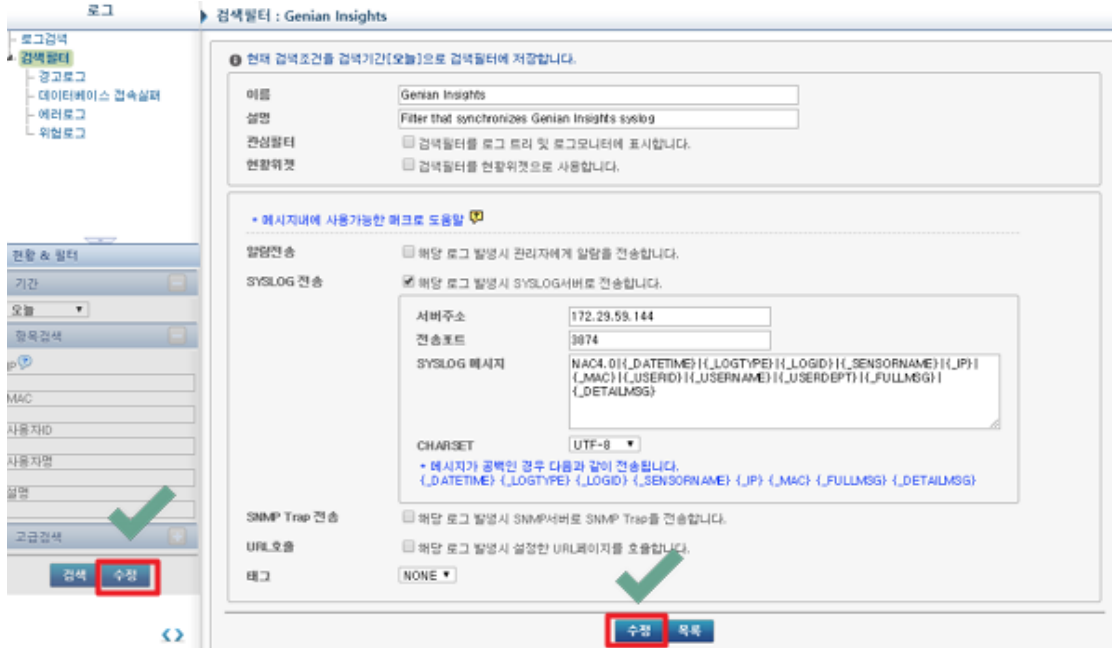 로그
로그검색
검색필터
경고로그
데이터베이스 접속실패
에러로그
위험로그
현황 & 필터
기간
오늘
항목검색
IP
MAC
사용자ID
사용자명
설명
고급검색
검색 수정
검색필터 : Genian Insights
현재 검색조건을 검색기간[오늘]으로 검색필터에 저장합니다.
이름 Genian Insights
설명 Filter that synchronizes Genian Insights syslog
관심필터 검색필터를 로그 트리 및 로그모니터에 표시합니다.
현황위젯 검색필터를 현황위젯으로 사용합니다.
* 메시지내에 사용가능한 매크로 도움말
알람전송 해당 로그 발생시 관리자에게 알람을 전송합니다.
SYSLOG 전송 해당 로그 발생시 SYSLOG서버로 전송합니다.
서버주소 172.29.59.144
전송포트 3874
SYSLOG 메시지 NAC4.0|{_DATETIME}|{_LOGTYPE}|{_LOGID}|{_SENSORNAME}|{_IP}|
{_MAC}|{_USERID}|{_USERNAME}|{_USERDEPT}|{_FULLMSG}|
{_DETAILMSG}
CHARSET UTF-8
* 메시지가 공백인 경우 다음과 같이 전송됩니다.
{_DATETIME} {_LOGTYPE} {_LOGID} {_SENSORNAME} {_IP} {_MAC} {_FULLMSG} {_DETAILMSG}
SNMP Trap 전송 해당 로그 발생시 SNMP서버로 SNMP Trap을 전송합니다.
URL호출 해당 로그 발생시 설정한 URL페이지를 호출합니다.
태그 NONE
수정 목록